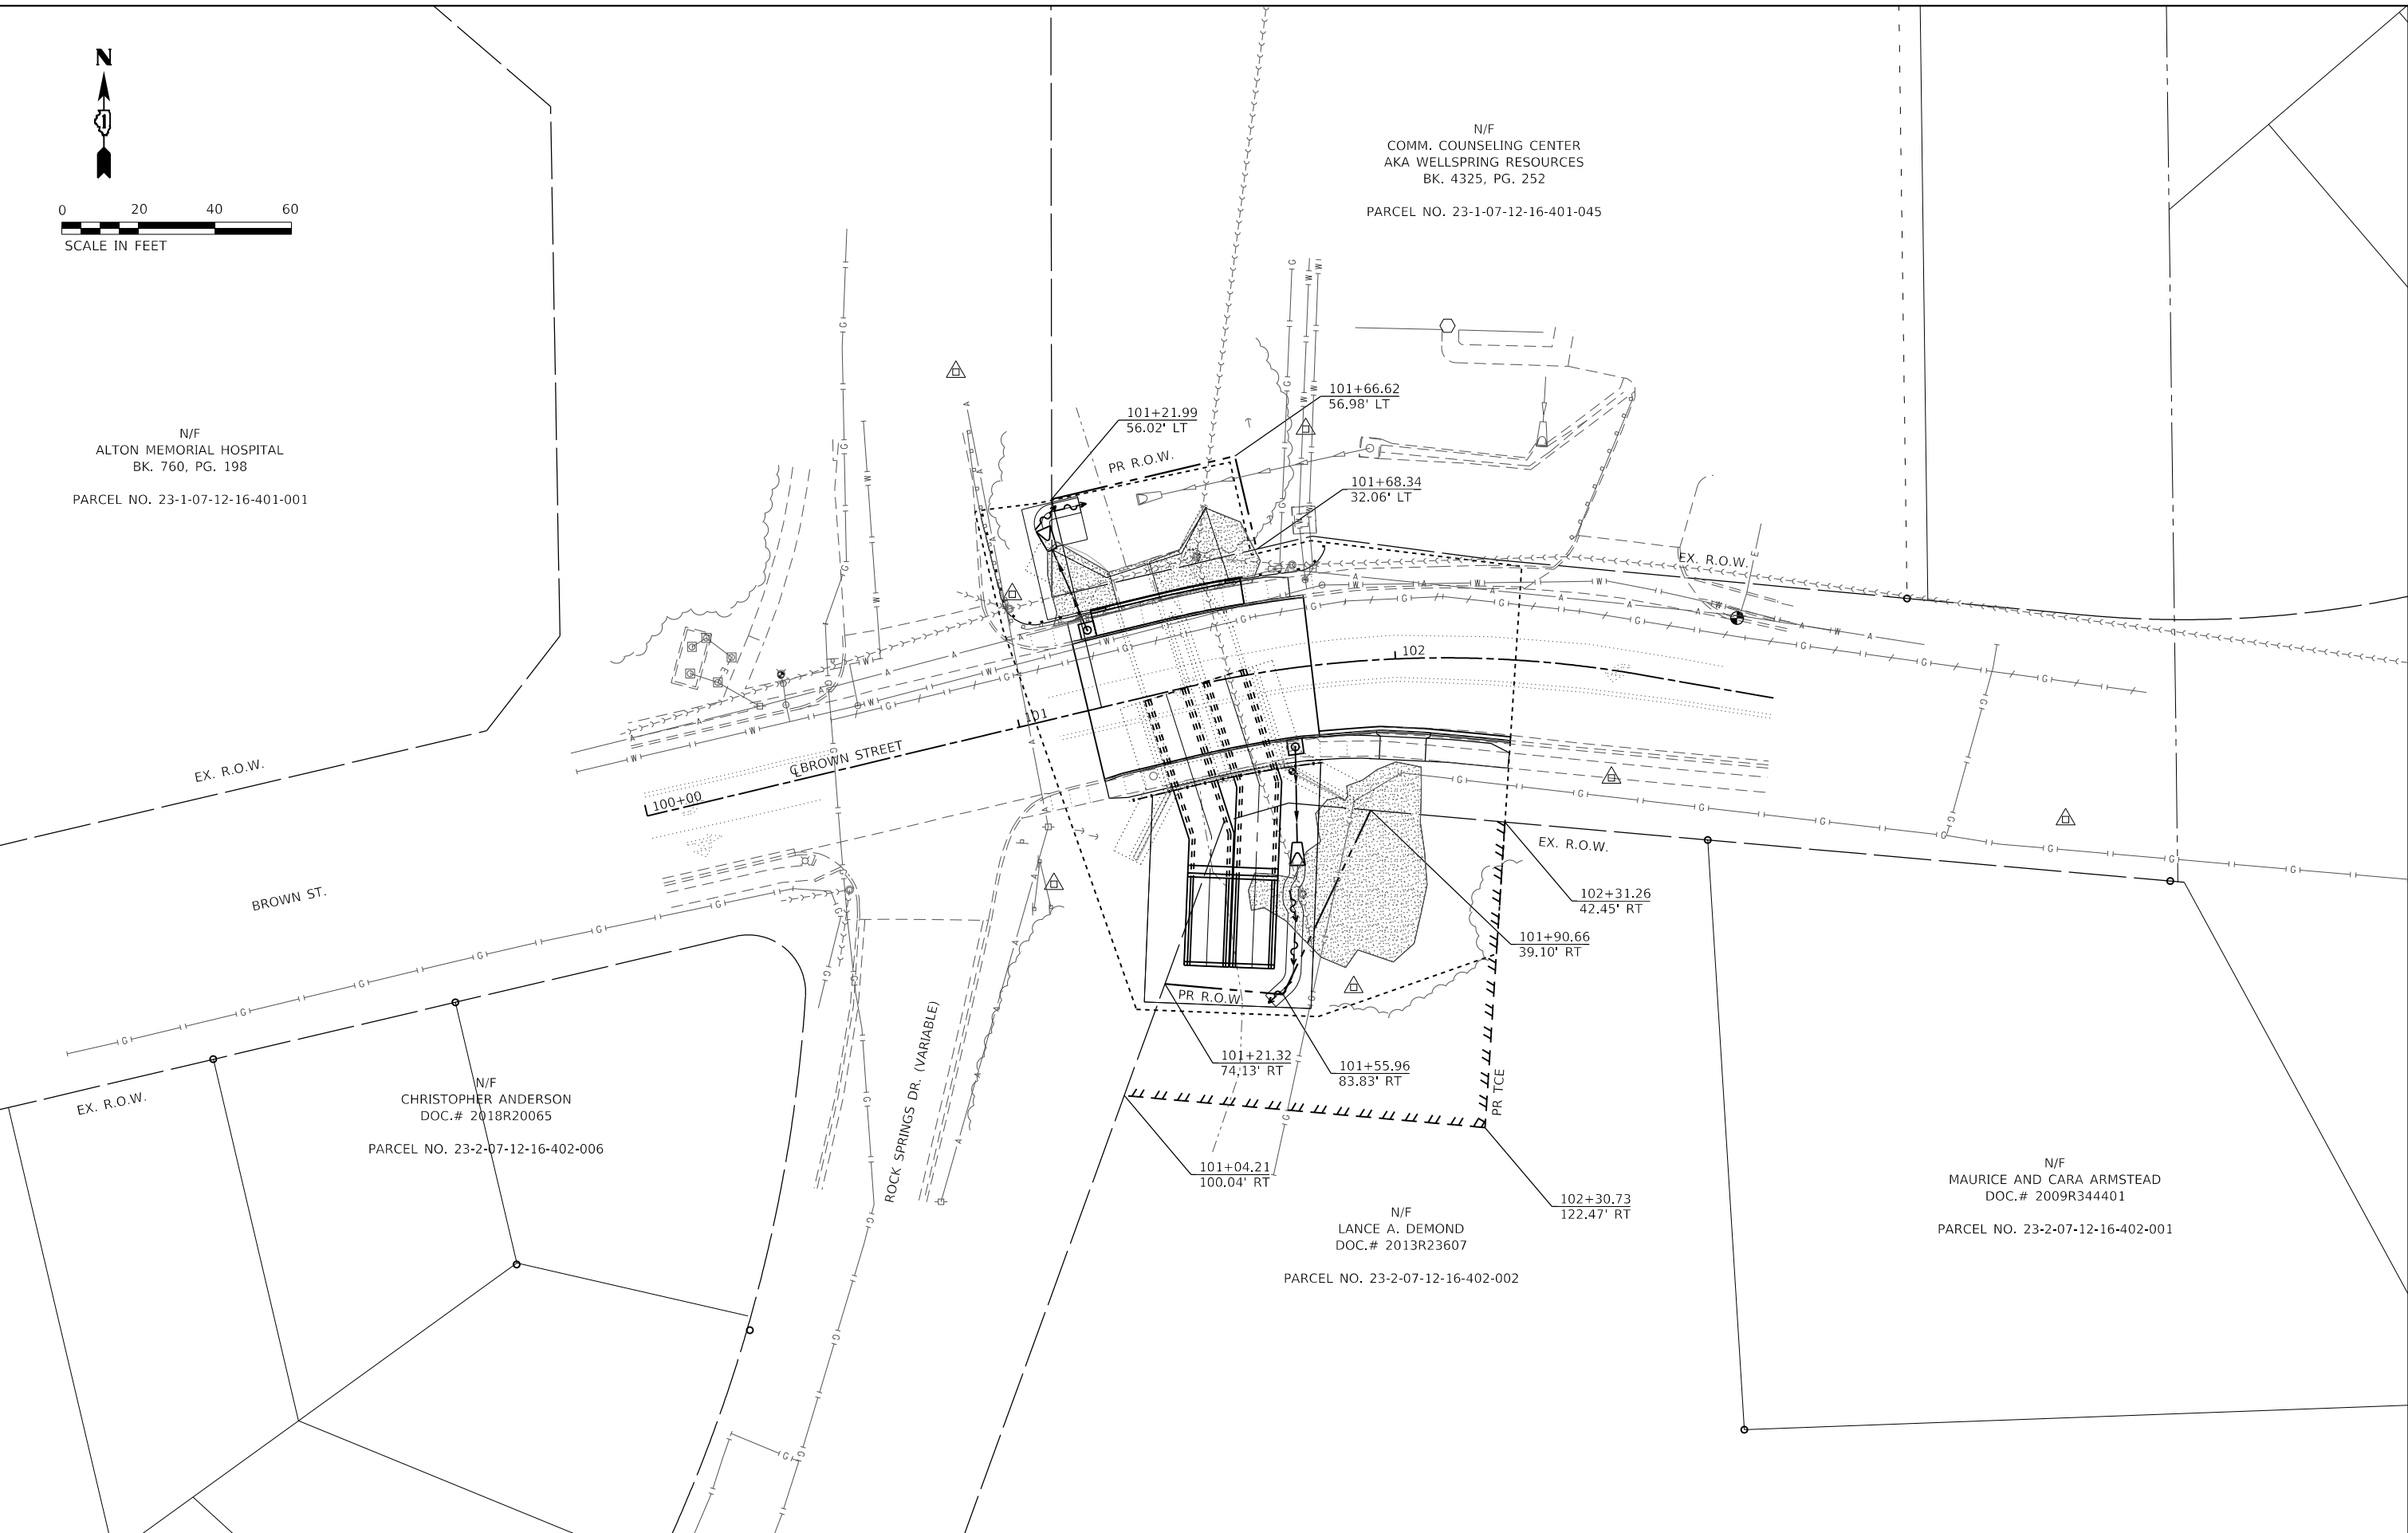 N
0 20 40 60
SCALE IN FEET
N/F
COMM. COUNSELING CENTER
AKA WELLSPRING RESOURCES
BK. 4325, PG. 252
PARCEL NO. 23-1-07-12-16-401-045
N/F
ALTON MEMORIAL HOSPITAL
BK. 760, PG. 198
PARCEL NO. 23-1-07-12-16-401-001
101+66.62
56.98' LT
101+21.99
56.02' LT
PR R.O.W.
101+68.34
32.06' LT
EX. R.O.W.
102
101
℄ BROWN STREET
100+00
EX. R.O.W.
BROWN ST.
EX. R.O.W.
102+31.26
42.45' RT
101+90.66
39.10' RT
PR R.O.W.
101+21.32
74.13' RT
101+55.96
83.83' RT
PR TCE
ROCK SPRINGS DR. (VARIABLE)
EX. R.O.W.
N/F
CHRISTOPHER ANDERSON
DOC.# 2018R20065
PARCEL NO. 23-2-07-12-16-402-006
101+04.21
100.04' RT
102+30.73
122.47' RT
N/F
LANCE A. DEMOND
DOC.# 2013R23607
PARCEL NO. 23-2-07-12-16-402-002
N/F
MAURICE AND CARA ARMSTEAD
DOC.# 2009R344401
PARCEL NO. 23-2-07-12-16-402-001